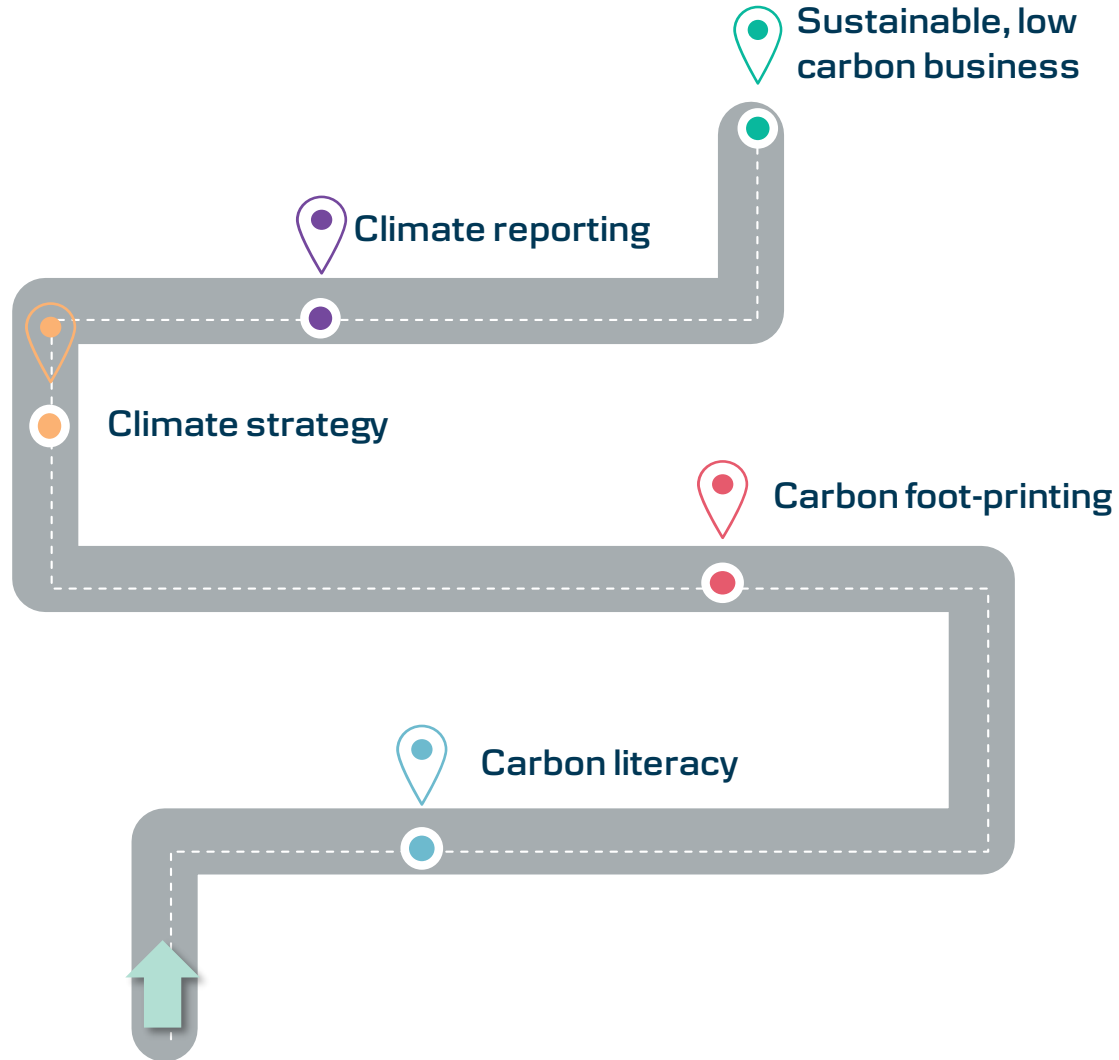 Sustainable, low
carbon business
Climate reporting
Climate strategy
Carbon foot-printing
Carbon literacy